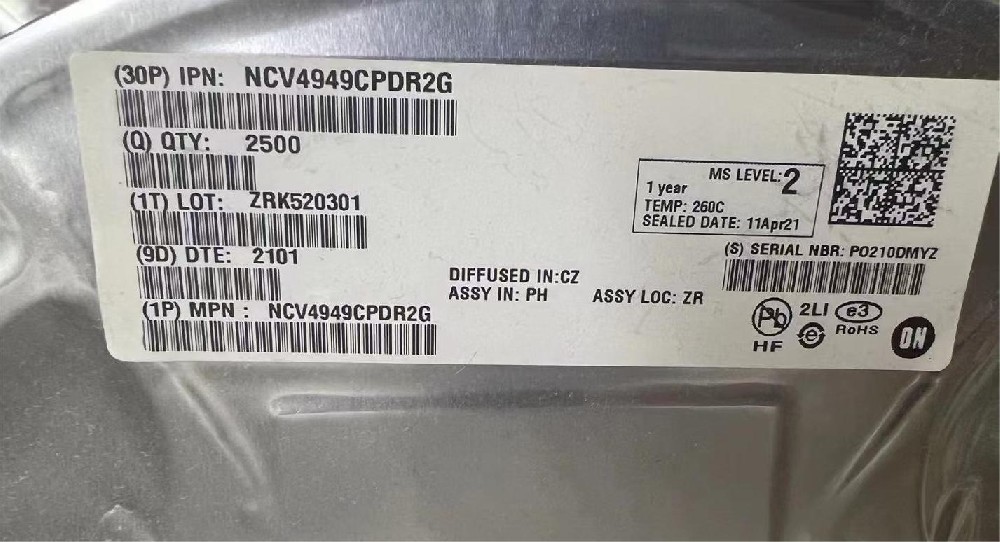 (30P) IPN: NCV4949CPDR2G
(Q) QTY: 2500
(1T) LOT: ZRK520301
(9D) DTE: 2101
(1P) MPN : NCV4949CPDR2G
DIFFUSED IN:CZ
ASSY IN: PH
ASSY LOC: ZR
MS LEVEL:2
1 year
TEMP: 260C
SEALED DATE: 11Apr21
(S) SERIAL NBR: PO210DMYZ
Pb
HF
2LI
e
e3
RoHS
ON